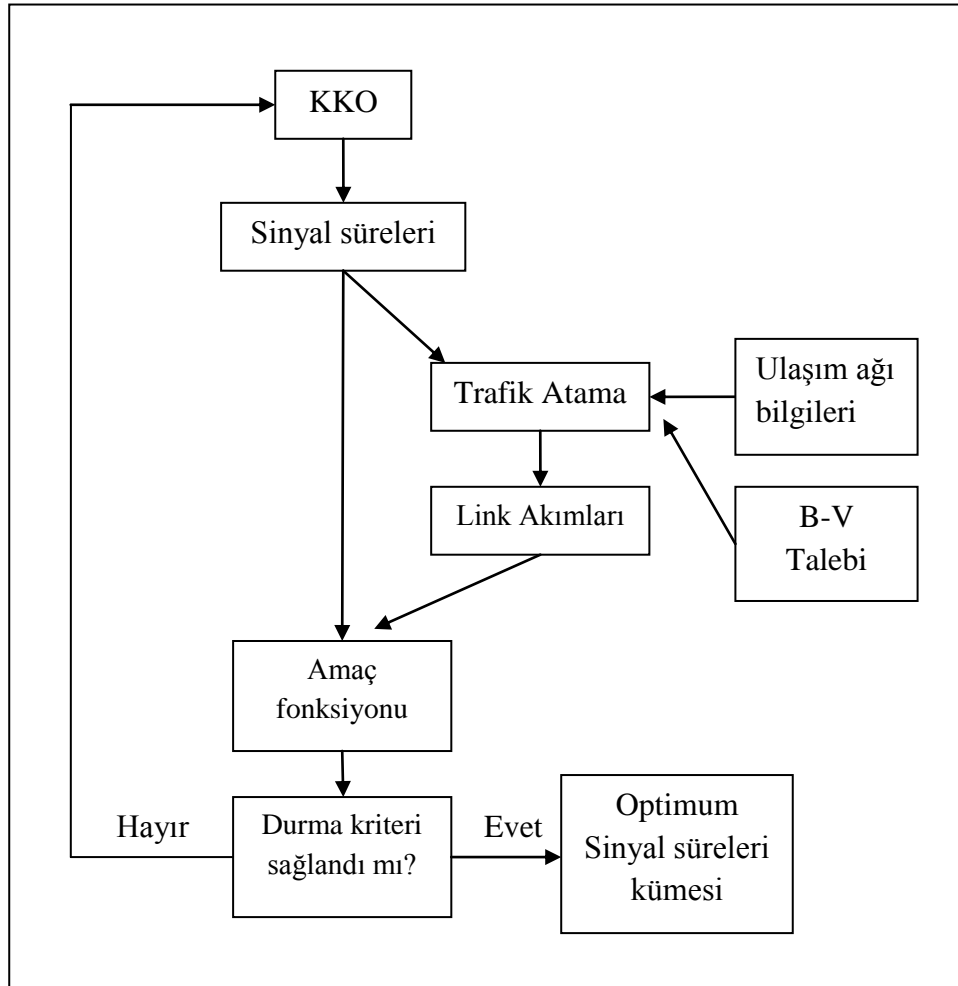 KKO
Sinyal süreleri
Trafik Atama
Ulaşım ağı
bilgileri
Link Akımları
B-V
Talebi
Amaç
fonksiyonu
Hayır
Durma kriteri
sağlandı mı?
Evet
Optimum
Sinyal süreleri
kümesi